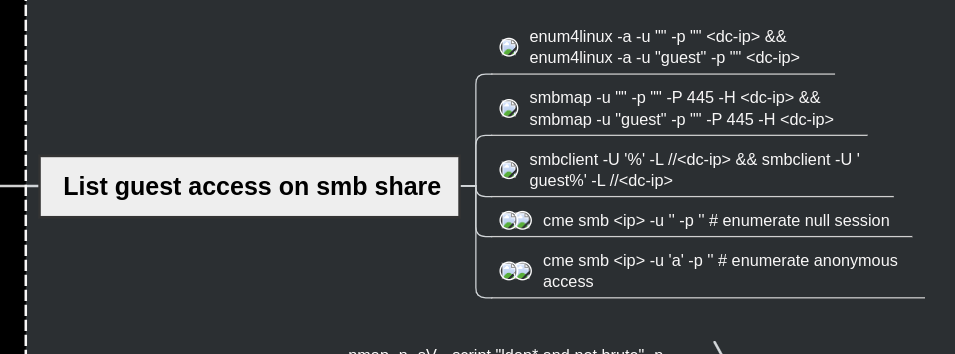 enum4linux -a -u "" -p "" <dc-ip> &&
enum4linux -a -u "guest" -p "" <dc-ip>
smbmap -u "" -p "" -P 445 -H <dc-ip> &&
smbmap -u "guest" -p "" -P 445 -H <dc-ip>
List guest access on smb share
smbclient -U '%' -L //<dc-ip> && smbclient -U '
guest%' -L //<dc-ip>
cme smb <ip> -u '' -p '' # enumerate null session
cme smb <ip> -u 'a' -p '' # enumerate anonymous
access